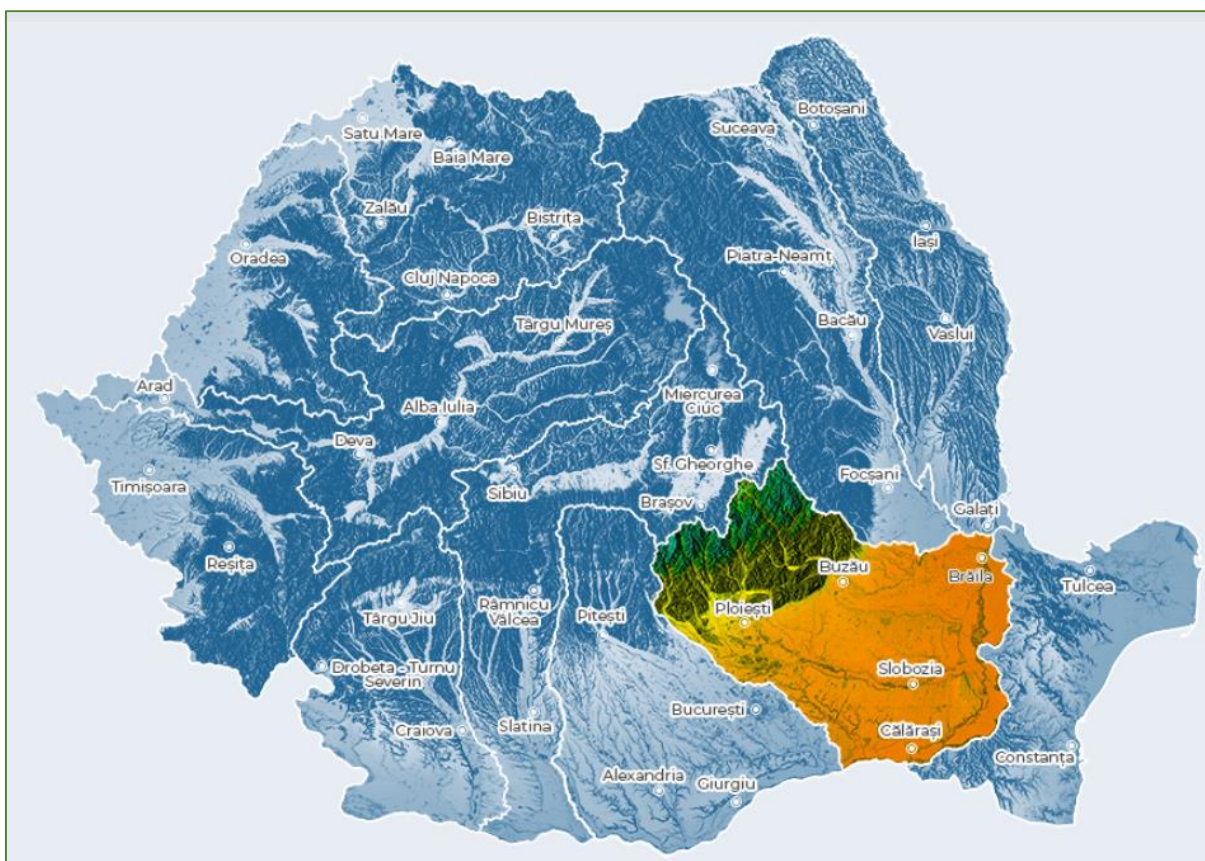 Botoșani
Satu Mare
Suceava
Baia Mare
Zalău
Bistrița
Iași
Oradea
Piatra-Neamț
Cluj Napoca
Târgu Mureș
Bacău
Vaslui
Arad
Miercurea
Ciuc
Alba Iulia
Deva
Sf. Gheorghe
Focșani
Timișoara
Sibiu
Brașov
Galați
Reșița
Buzău
Brăila
Tulcea
Râmnicu
Vâlcea
Târgu Jiu
Pitești
Ploiești
Drobeta - Turnu
Severin
Slobozia
București
Craiova
Slatina
Călărași
Constanța
Alexandria
Giurgiu